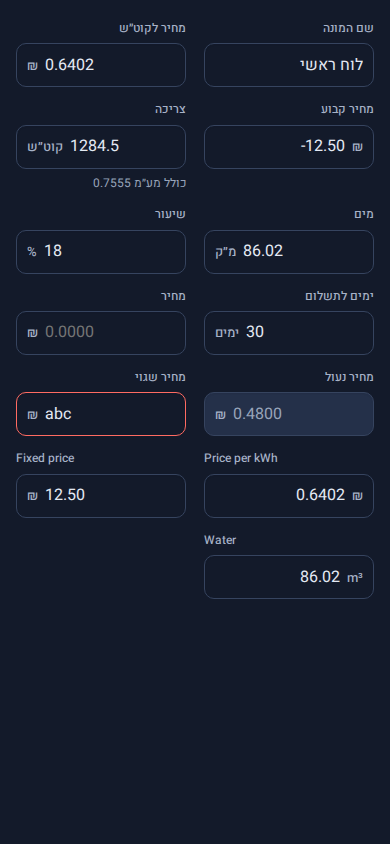 שם המונה
לוח ראשי
מחיר לקוט״ש
₪ 0.6402
מחיר קבוע
-12.50 ₪
צריכה
1284.5 קוט״ש
כולל מע״מ 0.7555
מים
86.02 מ״ק
שיעור
% 18
ימים לתשלום
30 ימים
מחיר
₪ 0.0000
מחיר נעול
₪ 0.4800
מחיר שגוי
₪ abc
Fixed price
₪ 12.50
Price per kWh
0.6402 ₪
Water
86.02 m³